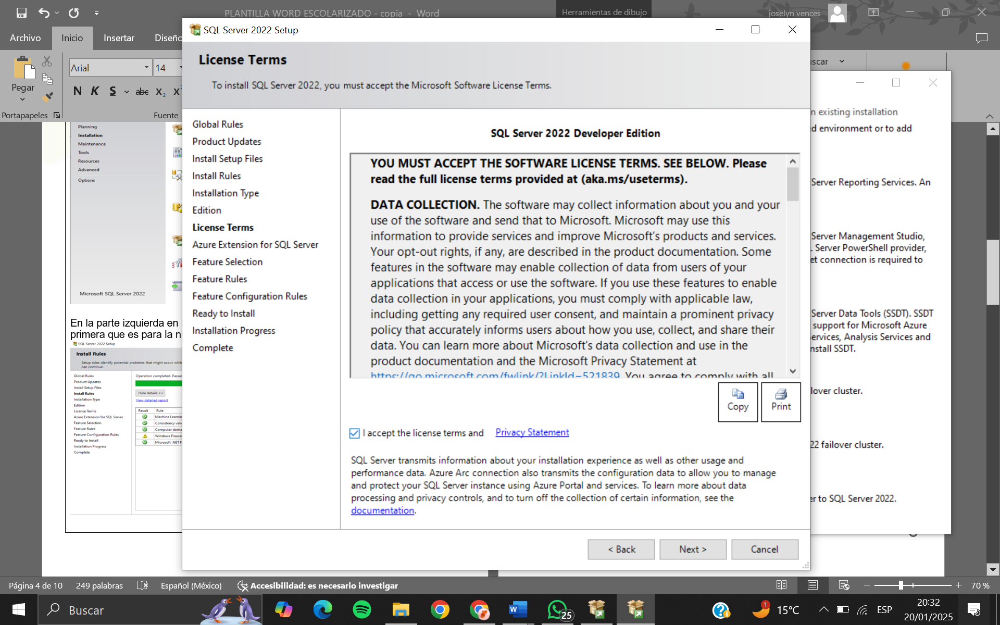 PLANTILLA WORD ESCOLARIZADO - copia - Word
Herramientas de dibujo
joselyn vences
Archivo
Inicio
Insertar
Diseño
Pegar
Portapapeles
Arial
14
N K S abc x₂ x
Fuente
SQL Server 2022 Setup
License Terms
To install SQL Server 2022, you must accept the Microsoft Software License Terms.
Global Rules
Product Updates
Install Setup Files
Install Rules
Installation Type
Edition
License Terms
Azure Extension for SQL Server
Feature Selection
Feature Rules
Feature Configuration Rules
Ready to Install
Installation Progress
Complete
SQL Server 2022 Developer Edition
YOU MUST ACCEPT THE SOFTWARE LICENSE TERMS. SEE BELOW. Please
read the full license terms provided at (aka.ms/useterms).
DATA COLLECTION. The software may collect information about you and your
use of the software and send that to Microsoft. Microsoft may use this
information to provide services and improve Microsoft's products and services.
Your opt-out rights, if any, are described in the product documentation. Some
features in the software may enable collection of data from users of your
applications that access or use the software. If you use these features to enable
data collection in your applications, you must comply with applicable law,
including getting any required user consent, and maintain a prominent privacy
policy that accurately informs users about how you use, collect, and share their
data. You can learn more about Microsoft's data collection and use in the
product documentation and the Microsoft Privacy Statement at
https://go.microsoft.com/fwlink/?LinkId=521839. You agree to comply with all
Copy
Print
I accept the license terms and Privacy Statement
SQL Server transmits information about your installation experience as well as other usage and
performance data. Azure Arc connection also transmits the configuration data to allow you to manage
and protect your SQL Server instance using Azure Portal and services. To learn more about data
processing and privacy controls, and to turn off the collection of certain information, see the
documentation.
< Back
Next >
Cancel
Planning
Installation
Maintenance
Tools
Resources
Advanced
Options
Microsoft SQL Server 2022
En la parte izquierda en
primera que es para la
SQL Server 2022 Setup
Install Rules
Setup rules identify potential problems that might occur while
can continue.
Global Rules
Product Updates
Install Setup Files
Install Rules
Installation Type
Edition
License Terms
Azure Extension for SQL Server
Feature Selection
Feature Rules
Feature Configuration Rules
Ready to Install
Installation Progress
Complete
Operation completed. Passed
Hide details <<
View detailed report
Result Rule
Machine Learnin
Consistency vali
Computer doma
Windows Firewa
Microsoft .NET F
scar
n existing installation
d environment or to add
Server Reporting Services. An
Server Management Studio,
Server PowerShell provider,
et connection is required to
Server Data Tools (SSDT). SSDT
support for Microsoft Azure
ervices, Analysis Services and
nstall SSDT.
lover cluster.
22 failover cluster.
er to SQL Server 2022.
Página 4 de 10
249 palabras
Español (México)
Accesibilidad: es necesario investigar
70 %
Buscar
25
1
15°C
ESP
20:32
20/01/2025